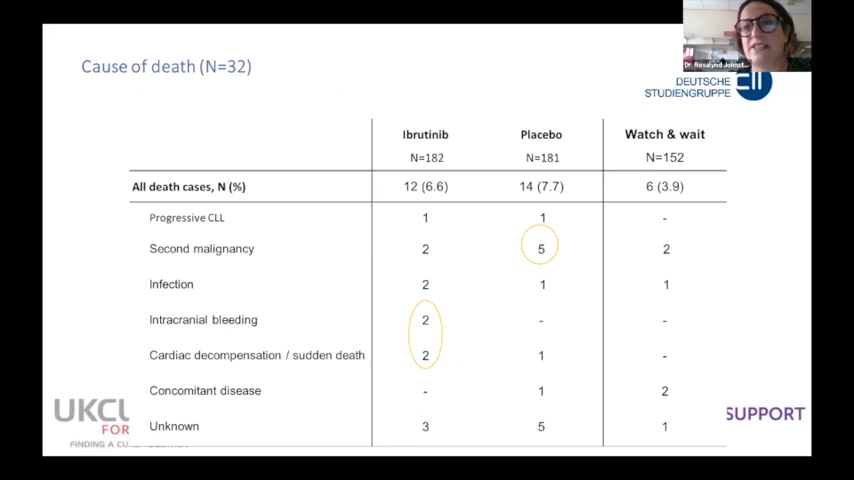 Dr. Rosalynd Johnst...
Cause of death (N=32)
DEUTSCHE
STUDIENGRUPPE
Ibrutinib Placebo Watch & wait
N=182 N=181 N=152
All death cases, N (%) 12 (6.6) 14 (7.7) 6 (3.9)
Progressive CLL 1 1 -
Second malignancy 2 5 2
Infection 2 1 1
Intracranial bleeding 2 - -
Cardiac decompensation / sudden death 2 1 -
Concomitant disease - 1 2
Unknown 3 5 1
UKCL
FOR
SUPPORT
FINDING A CU